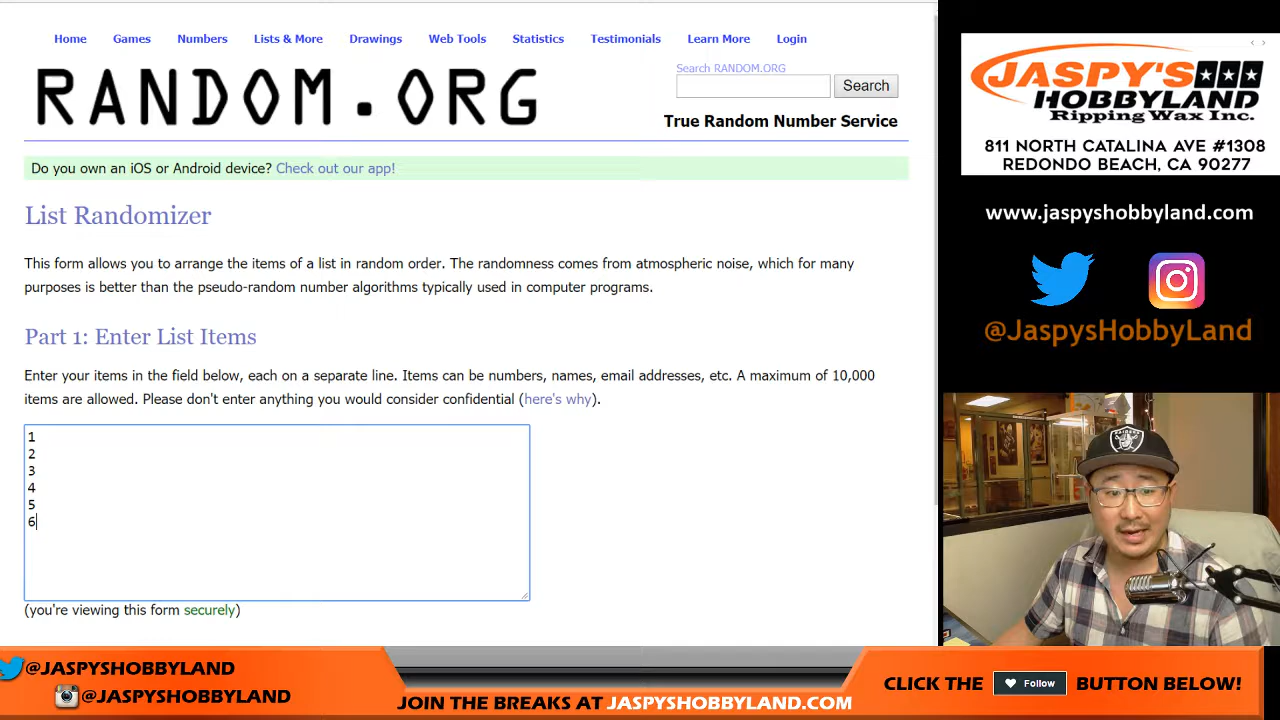 Home Games Numbers Lists & More Drawings Web Tools Statistics Testimonials Learn More Login
RANDOM.ORG
Search RANDOM.ORG
Search
True Random Number Service
Do you own an iOS or Android device? Check out our app!
List Randomizer
This form allows you to arrange the items of a list in random order. The randomness comes from atmospheric noise, which for many
purposes is better than the pseudo-random number algorithms typically used in computer programs.
Part 1: Enter List Items
Enter your items in the field below, each on a separate line. Items can be numbers, names, email addresses, etc. A maximum of 10,000
items are allowed. Please don't enter anything you would consider confidential (here's why).
1
2
3
4
5
6
(you're viewing this form securely)
JASPY'S
HOBBYLAND
Ripping Wax Inc.
811 NORTH CATALINA AVE #1308
REDONDO BEACH, CA 90277
www.jaspyshobbyland.com
@JaspysHobbyLand
RAIDERS
@JASPYSHOBBYLAND
@JASPYSHOBBYLAND
JOIN THE BREAKS AT JASPYSHOBBYLAND.COM
CLICK THE Follow BUTTON BELOW!